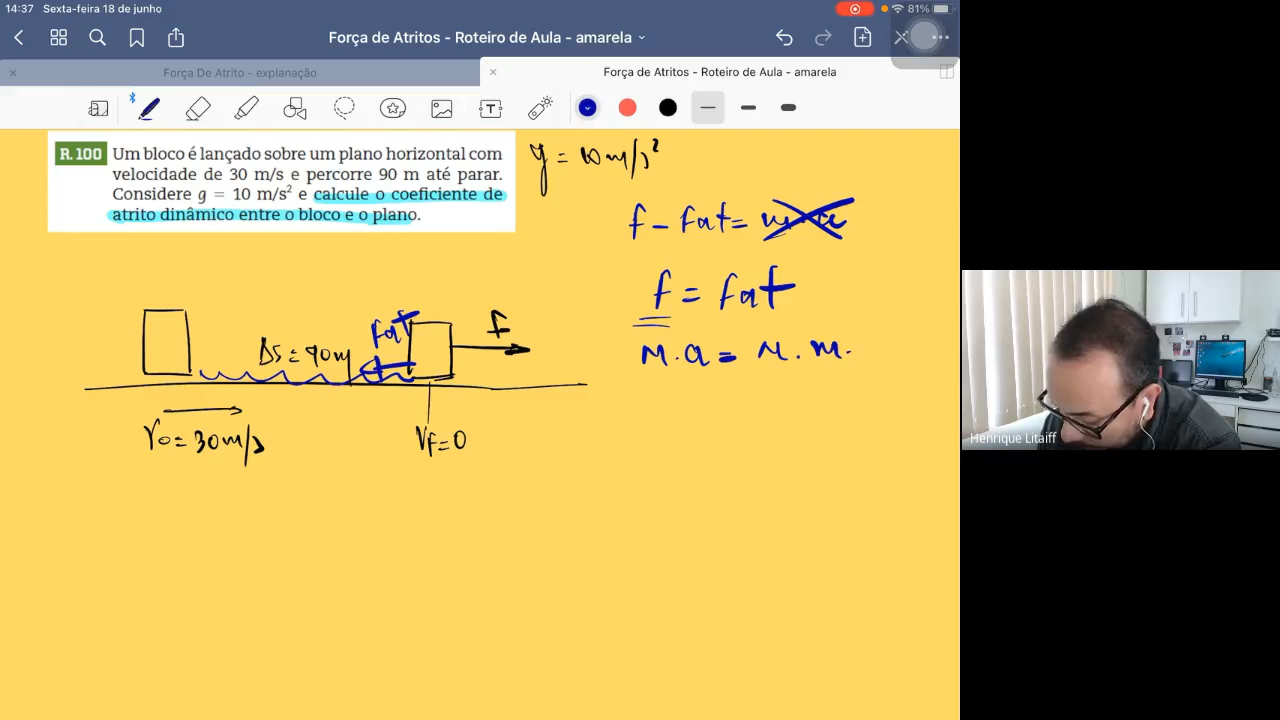 14:37 Sexta-feira 18 de junho
81%
Força de Atritos - Roteiro de Aula - amarela
Força De Atrito - explanação
Força de Atritos - Roteiro de Aula - amarela
R. 100 Um bloco é lançado sobre um plano horizontal com
velocidade de 30 m/s e percorre 90 m até parar.
Considere g = 10 m/s² e calcule o coeficiente de
atrito dinâmico entre o bloco e o plano.
g = 10 m/s²
f - fat =
f = fat
M.a = M.m.
Fat
f
Δs = 90m
V0 = 30m/s
Vf = 0
Henrique Litaiff